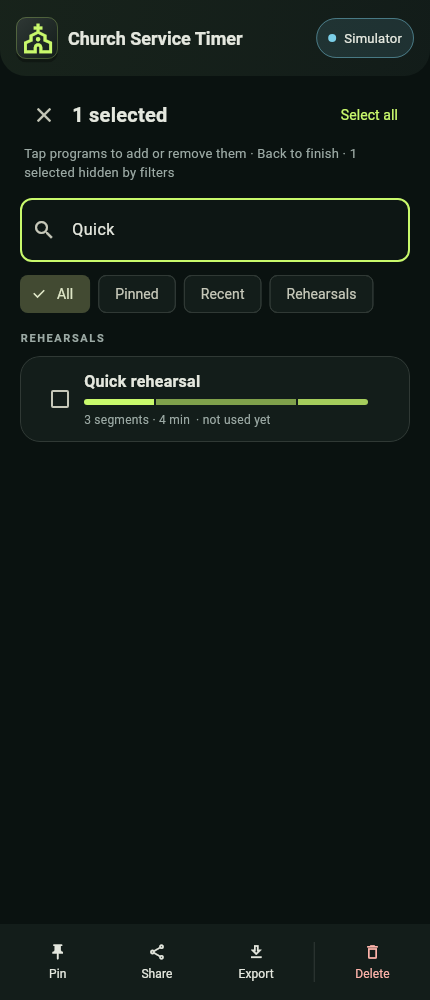 Church Service Timer
Simulator
1 selected
Select all
Tap programs to add or remove them · Back to finish · 1
selected hidden by filters
Quick
All
Pinned
Recent
Rehearsals
REHEARSALS
Quick rehearsal
3 segments · 4 min · not used yet
Pin
Share
Export
Delete